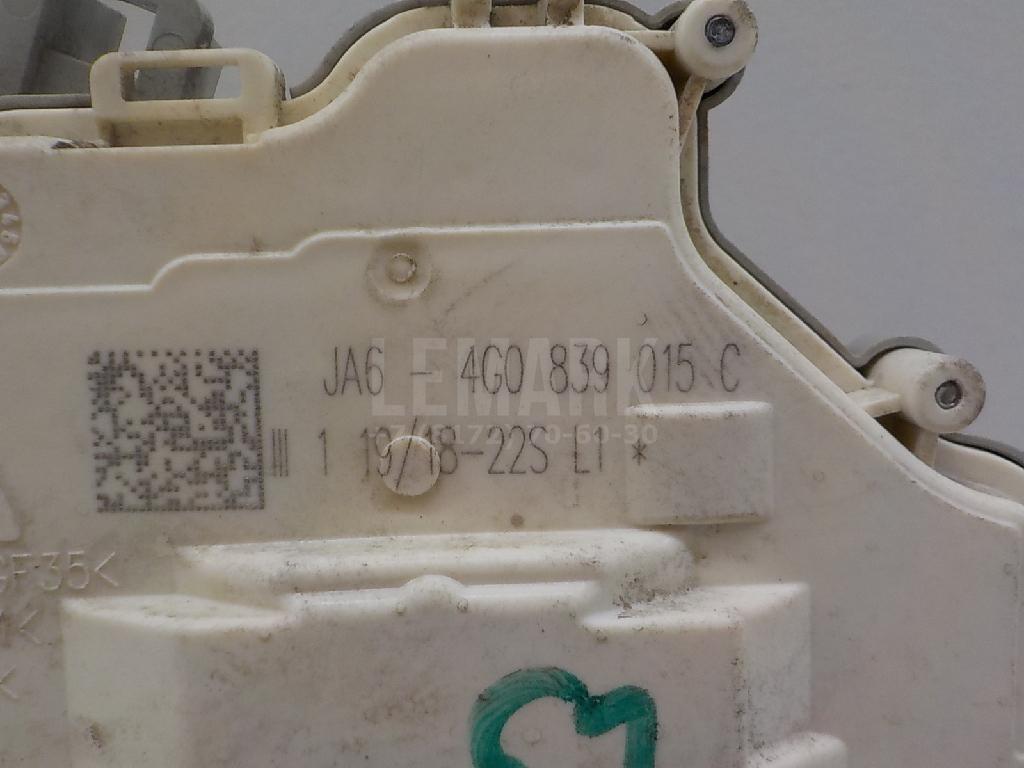 LEMARK
JA6 - 4G0 839 015 C
1 19/18-22S L1 *
GF35<